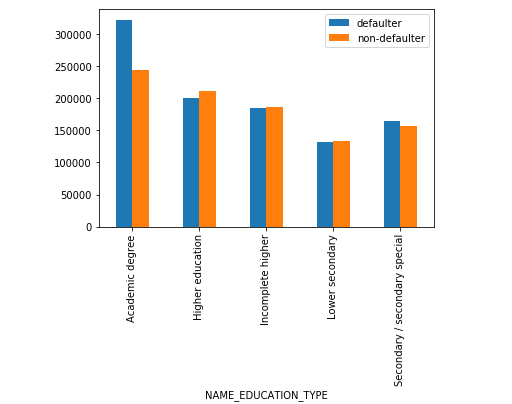 defaulter
non-defaulter
300000
250000
200000
150000
100000
50000
0
Academic degree
Higher education
Incomplete higher
Lower secondary
Secondary / secondary special
NAME_EDUCATION_TYPE